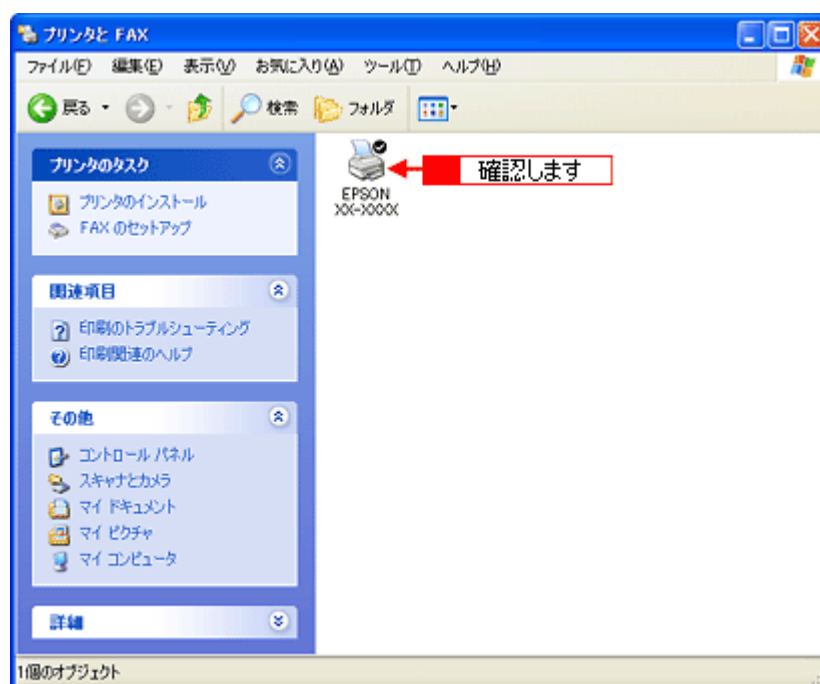 プリンタと FAX
ファイル(F) 編集(E) 表示(V) お気に入り(A) ツール(T) ヘルプ(H)
戻る 検索 フォルダ
プリンタのタスク
プリンタのインストール
FAX のセットアップ
関連項目
印刷のトラブルシューティング
印刷関連のヘルプ
その他
コントロール パネル
スキャナとカメラ
マイ ドキュメント
マイ ピクチャ
マイ コンピュータ
詳細
EPSON
XX-XXXX
確認します
1個のオブジェクト